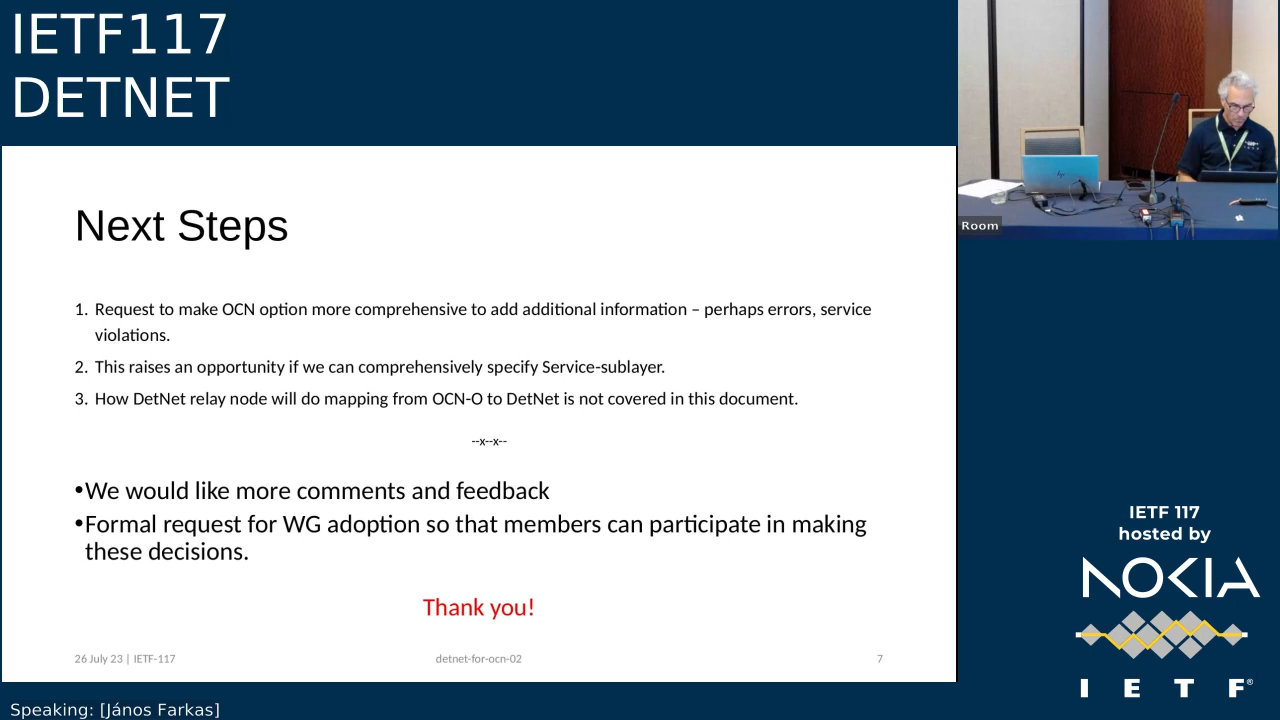 IETF117
DETNET
Next Steps
1. Request to make OCN option more comprehensive to add additional information – perhaps errors, service
violations.
2. This raises an opportunity if we can comprehensively specify Service-sublayer.
3. How DetNet relay node will do mapping from OCN-O to DetNet is not covered in this document.
--x--x--
•We would like more comments and feedback
•Formal request for WG adoption so that members can participate in making
these decisions.
Thank you!
26 July 23 | IETF-117
detnet-for-ocn-02
7
Room
IETF 117
hosted by
NOKIA
I E T F®
Speaking: [János Farkas]